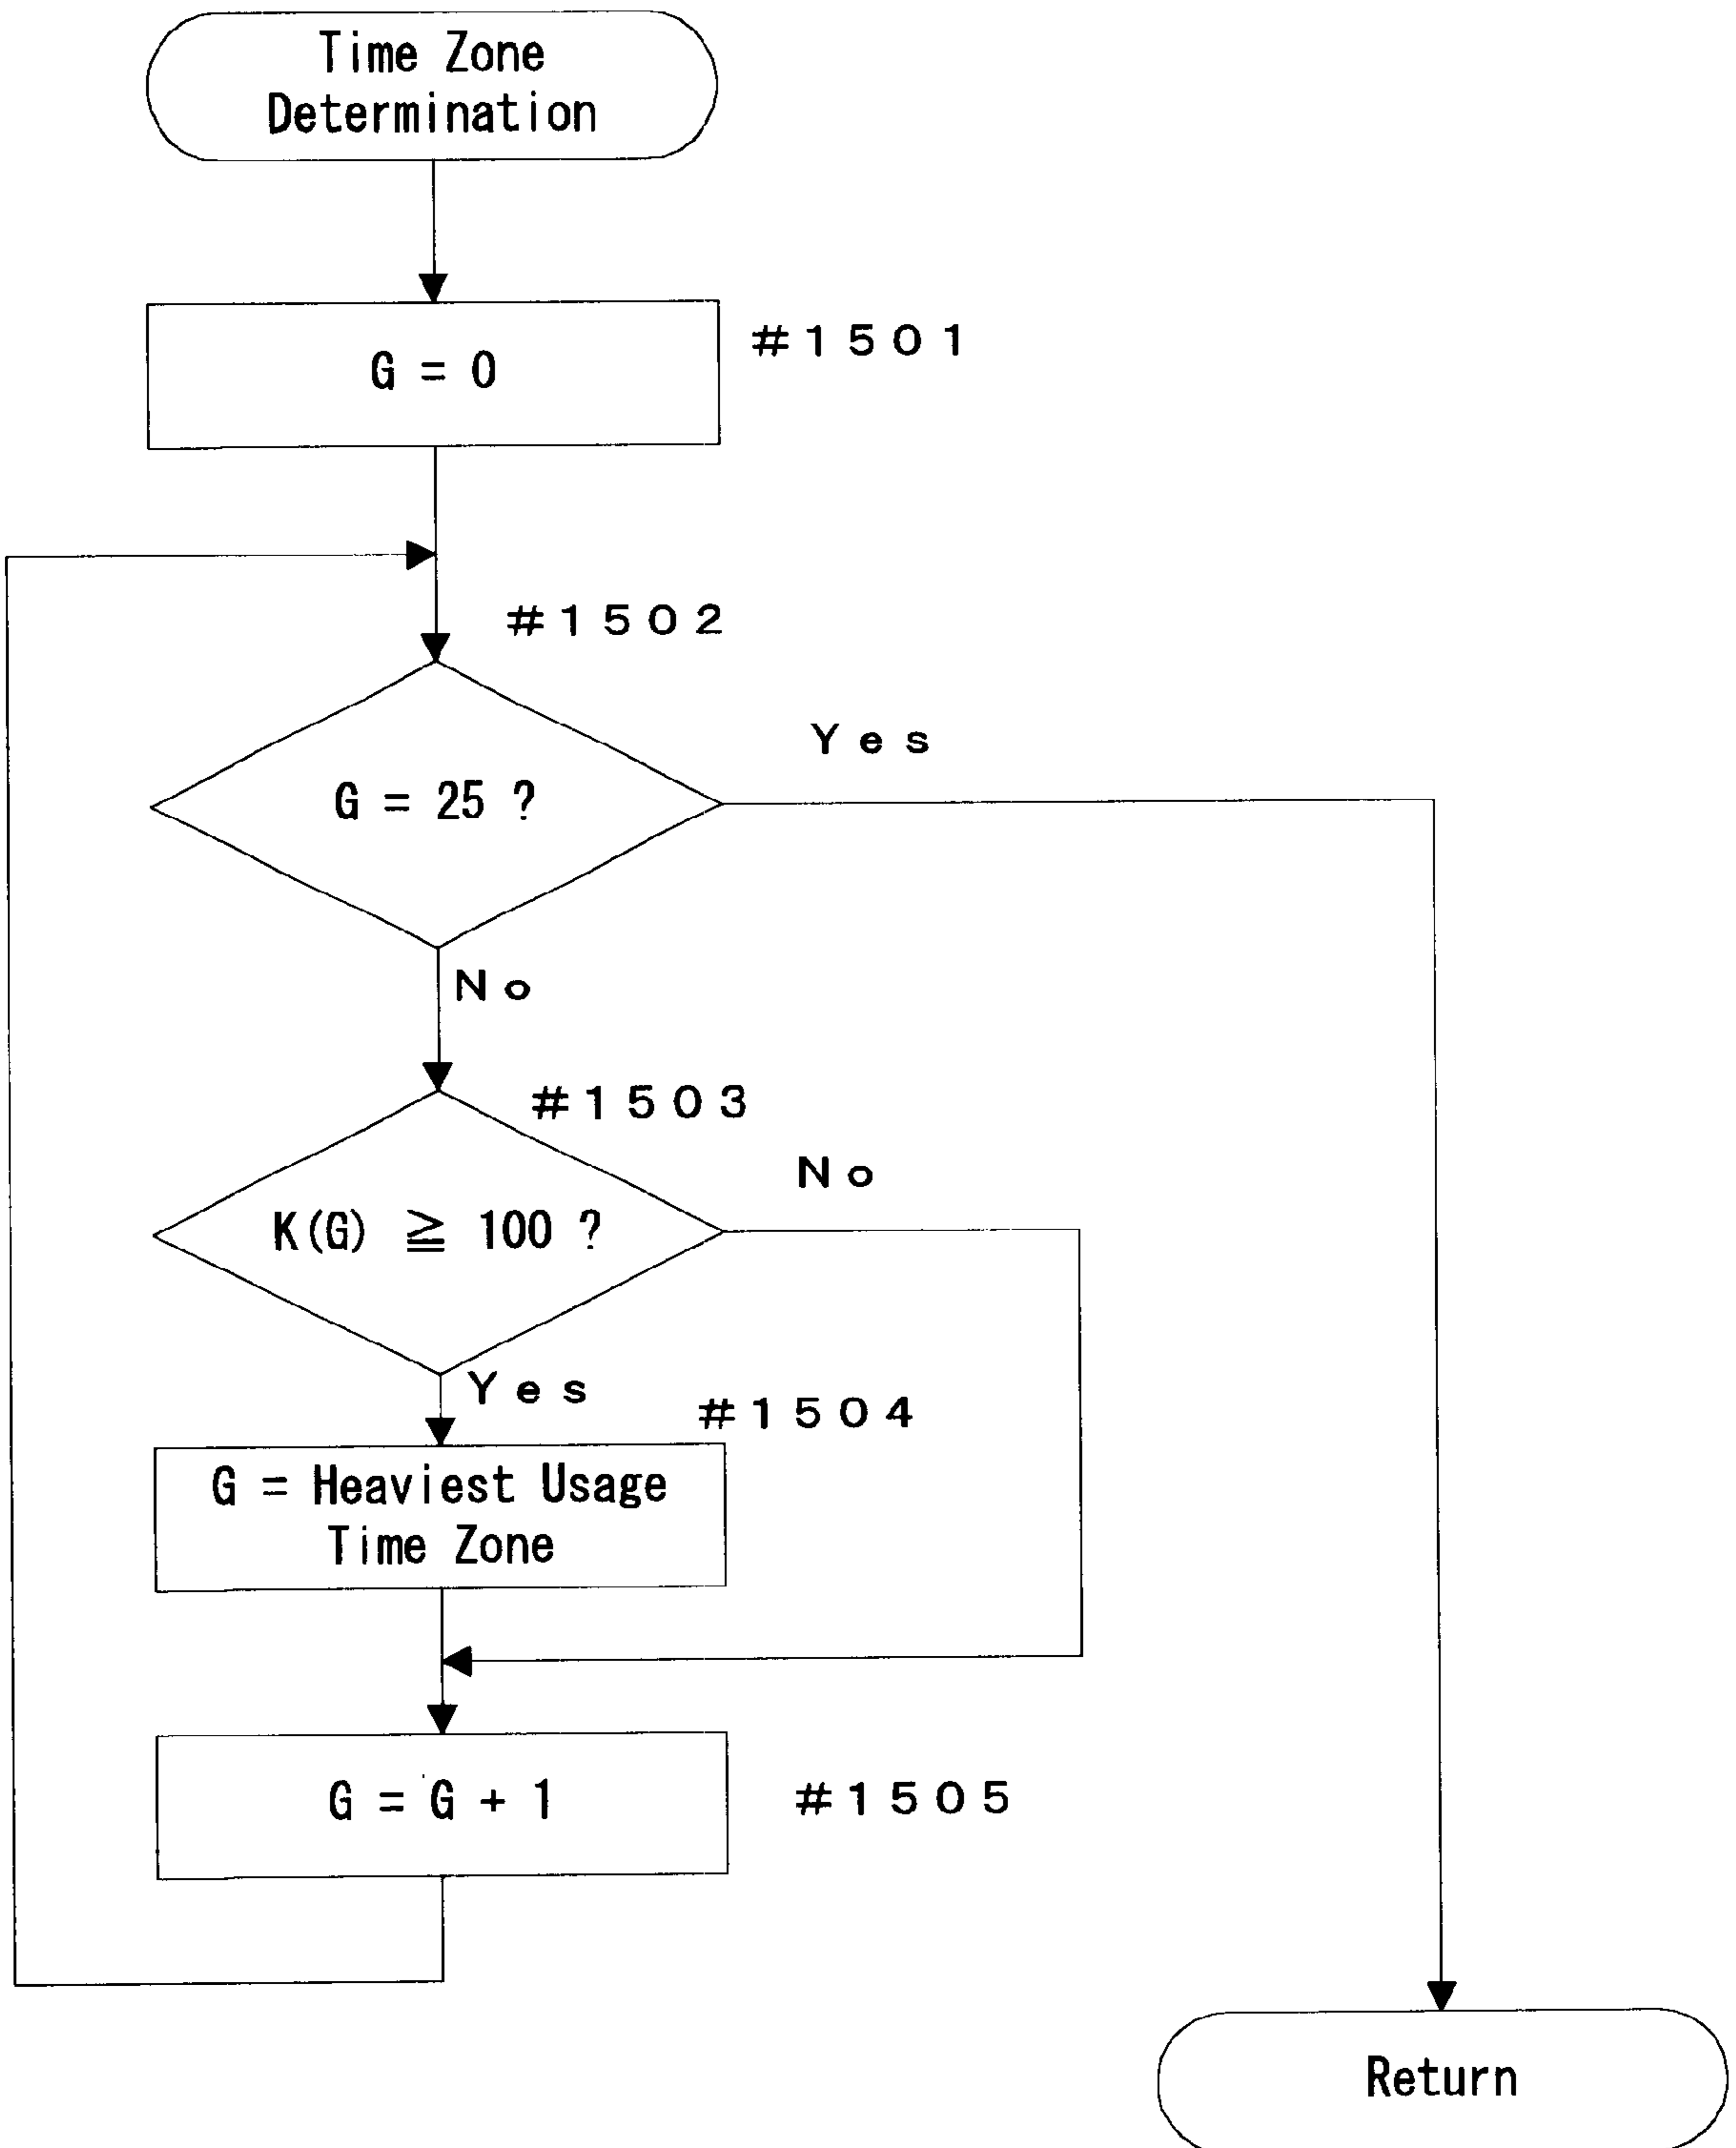 Time Zone
Determination
G = 0
#1501
#1502
G = 25 ?
Yes
No
#1503
K(G) ≧ 100 ?
No
Yes
#1504
G = Heaviest Usage
Time Zone
G = G + 1
#1505
Return